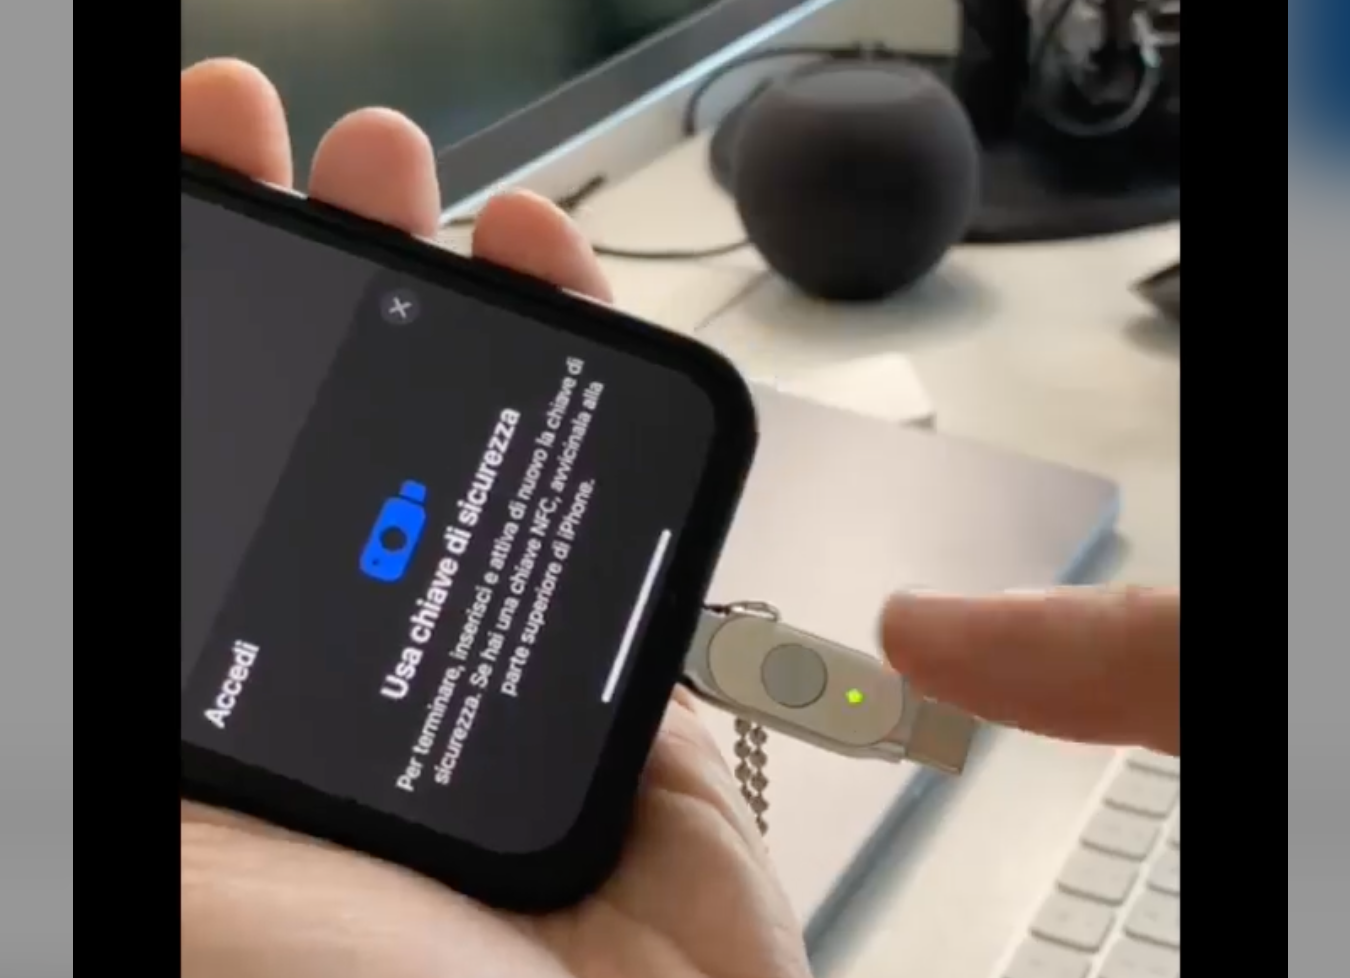 Accedi
Usa chiave di sicurezza
Per terminare, inserisci e attiva di nuovo la chiave di
sicurezza. Se hai una chiave NFC, avvicinala alla
parte superiore di iPhone.